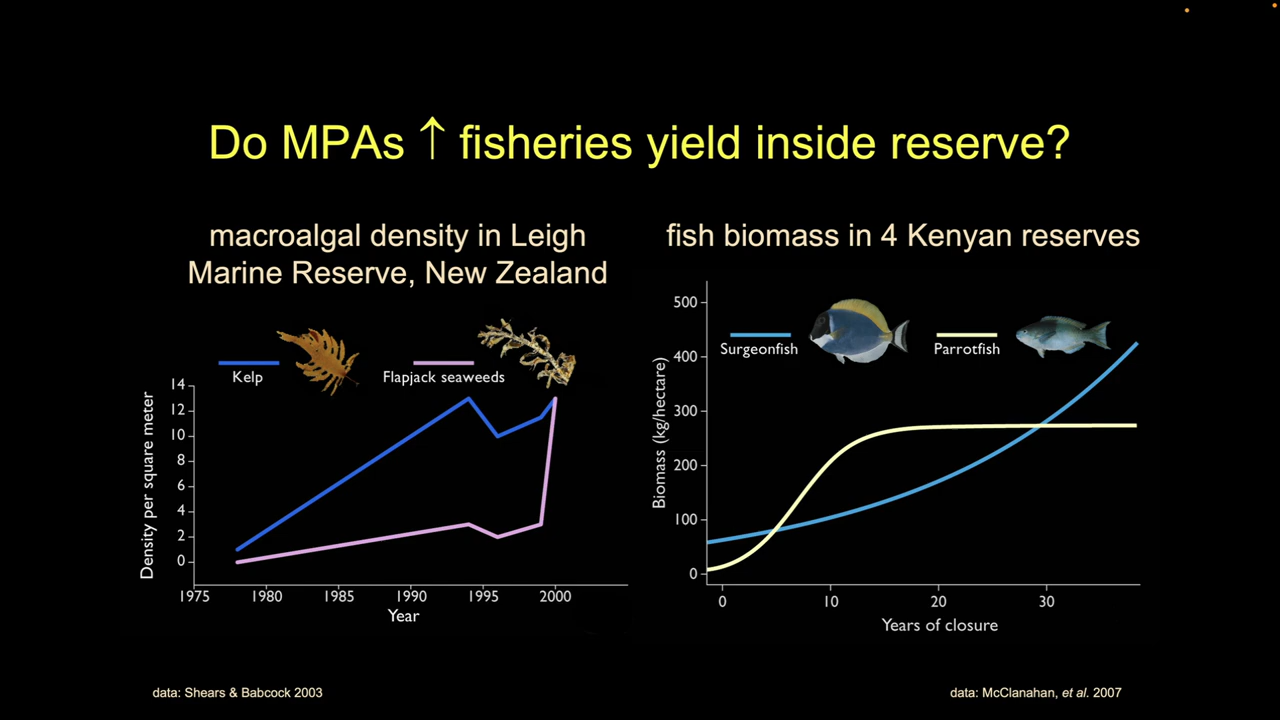 Do MPAs ↑ fisheries yield inside reserve?
macroalgal density in Leigh
Marine Reserve, New Zealand
Kelp
Flapjack seaweeds
Density per square meter
14
12
10
8
6
4
2
0
1975
1980
1985
1990
1995
2000
Year
data: Shears & Babcock 2003
fish biomass in 4 Kenyan reserves
Surgeonfish
Parrotfish
Biomass (kg/hectare)
500
400
300
200
100
0
0
10
20
30
Years of closure
data: McClanahan, et al. 2007